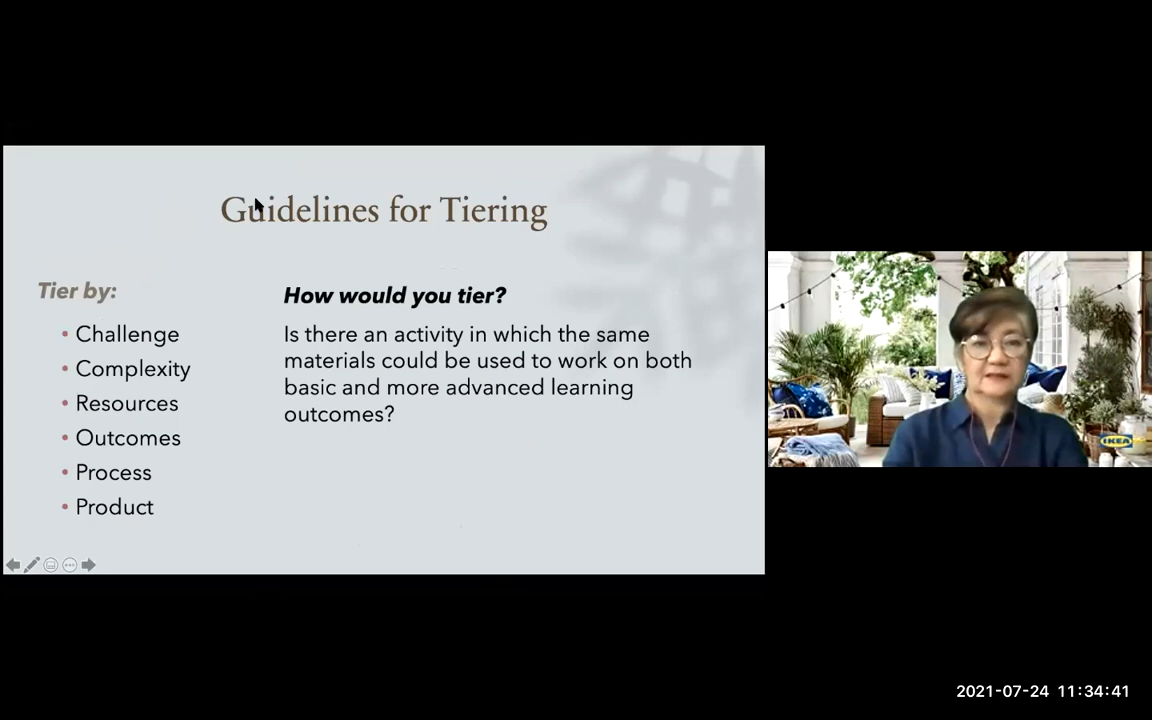 Guidelines for Tiering
Tier by:
• Challenge
• Complexity
• Resources
• Outcomes
• Process
• Product
How would you tier?
Is there an activity in which the same
materials could be used to work on both
basic and more advanced learning
outcomes?
IKEA
2021-07-24 11:34:41